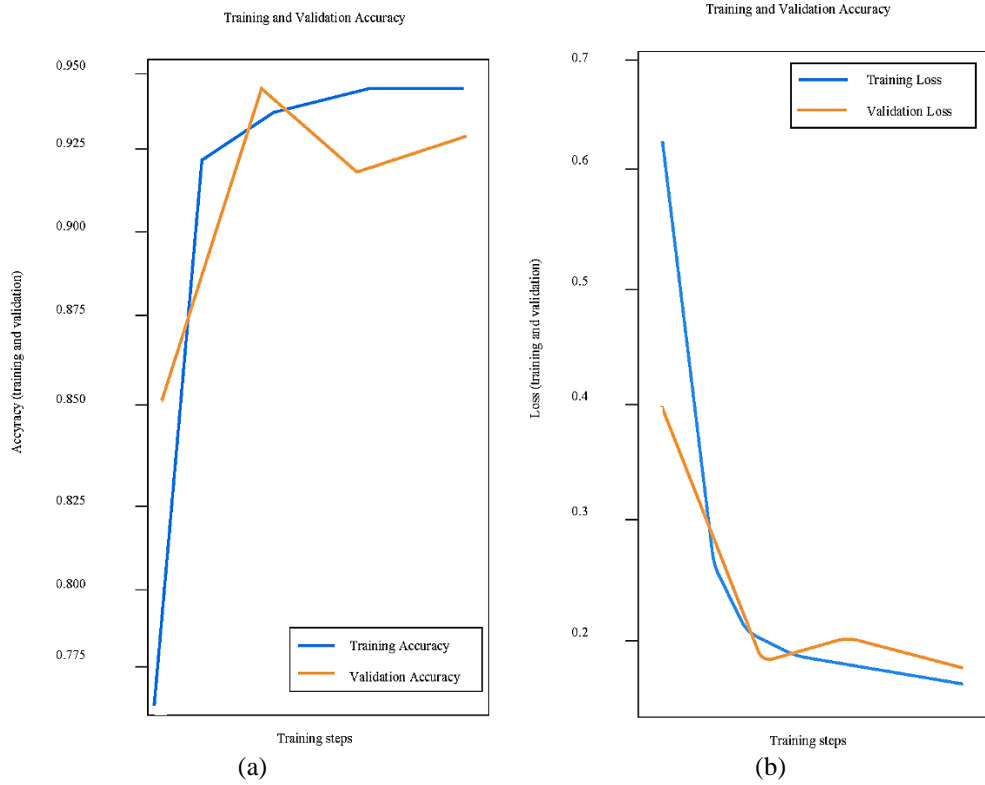 Training and Validation Accuracy
0.950
0.925
0.900
0.875
0.850
0.825
0.800
0.775
Accyracy (training and validation)
Training Accuracy
Validation Accuracy
Training steps
(a)
Training and Validation Accuracy
0.7
0.6
0.5
0.4
0.3
0.2
Loss (training and validation)
Training Loss
Validation Loss
Training steps
(b)